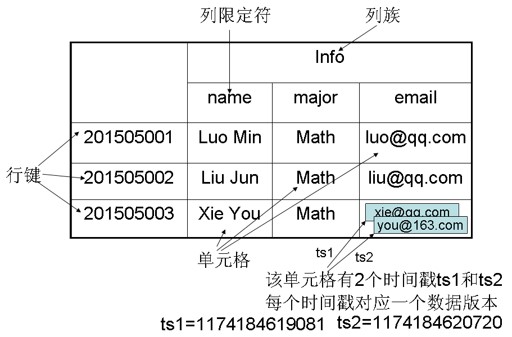 列限定符 列族
Info
name major email
201505001 Luo Min Math luo@qq.com
行键
201505002 Liu Jun Math liu@qq.com
201505003 Xie You Math xie@qq.com
you@163.com
单元格
ts1 ts2
该单元格有2个时间戳ts1和ts2
每个时间戳对应一个数据版本
ts1=1174184619081 ts2=1174184620720